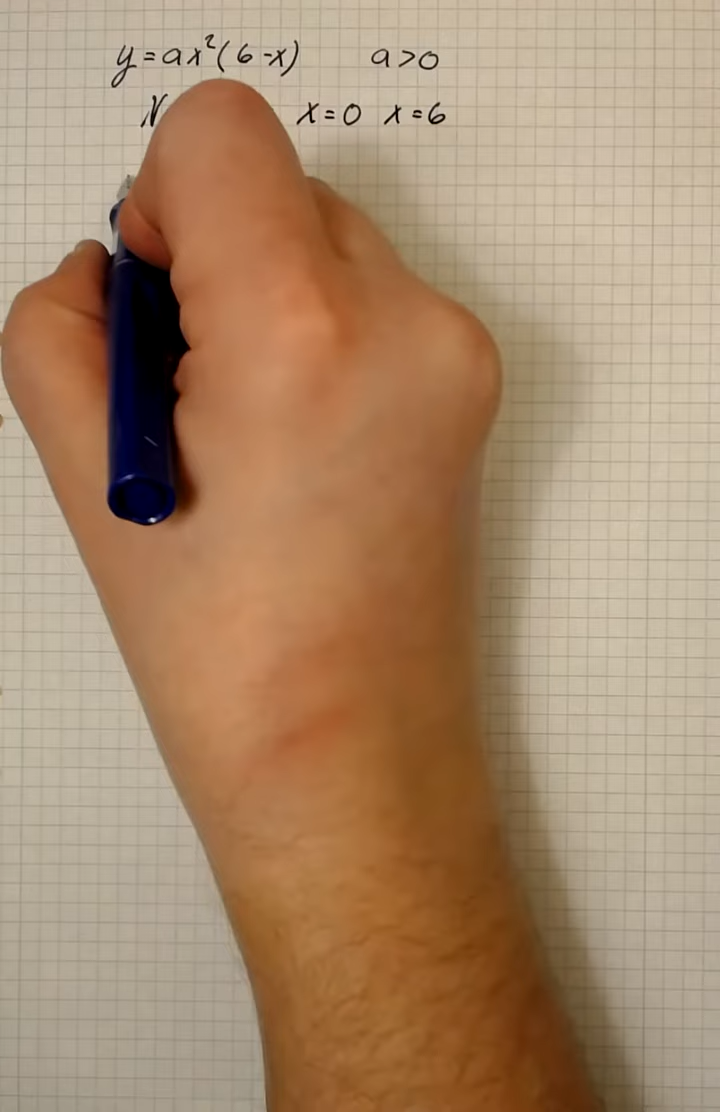 y = ax²(6-x) a>0
x=0 x=6